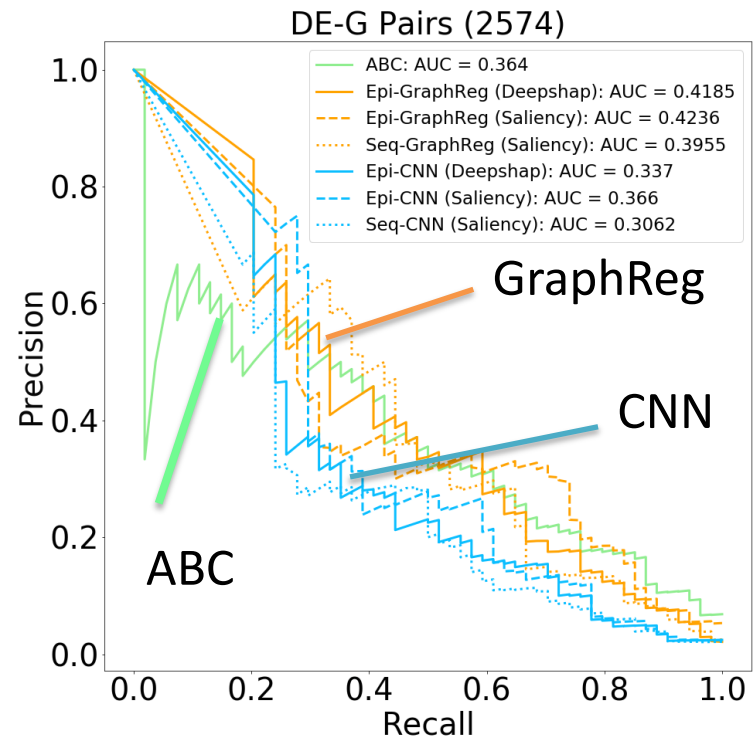 DE-G Pairs (2574)
ABC: AUC = 0.364
Epi-GraphReg (Deepshap): AUC = 0.4185
Epi-GraphReg (Saliency): AUC = 0.4236
Seq-GraphReg (Saliency): AUC = 0.3955
Epi-CNN (Deepshap): AUC = 0.337
Epi-CNN (Saliency): AUC = 0.366
Seq-CNN (Saliency): AUC = 0.3062
GraphReg
CNN
ABC
Precision
1.0
0.8
0.6
0.4
0.2
0.0
0.0 0.2 0.4 0.6 0.8 1.0
Recall